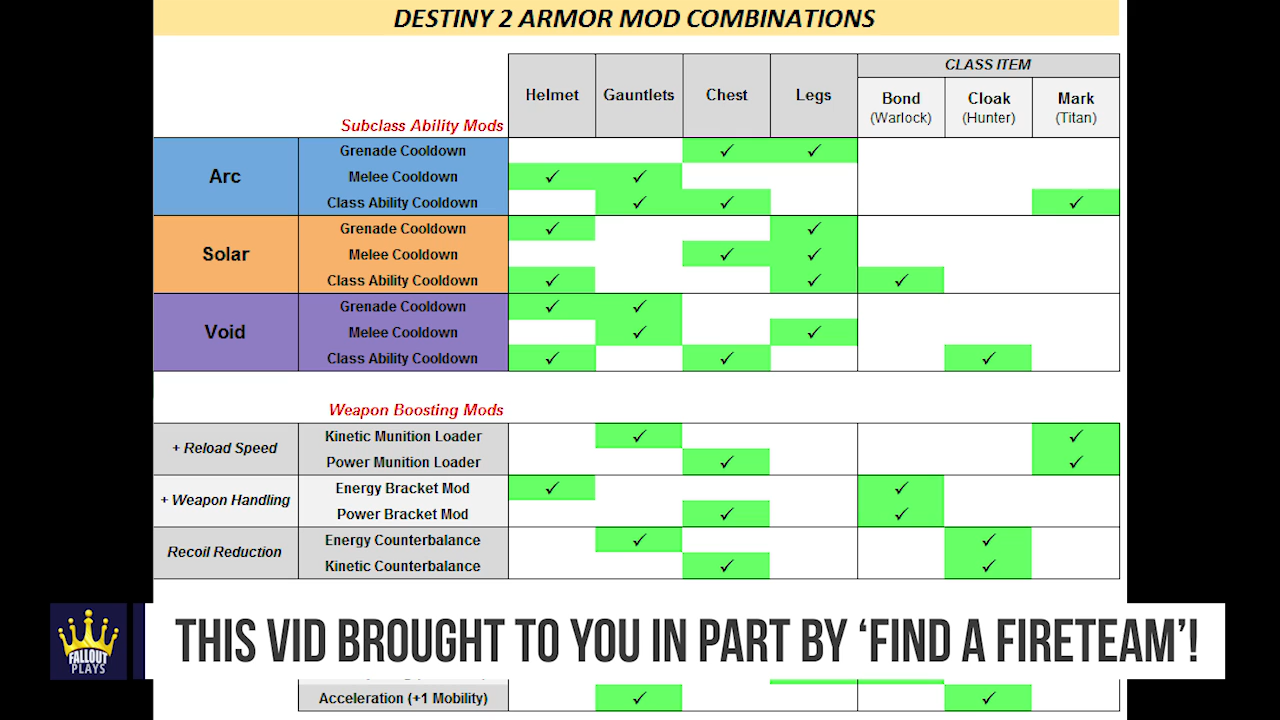 DESTINY 2 ARMOR MOD COMBINATIONS
CLASS ITEM
Helmet Gauntlets Chest Legs Bond Cloak Mark
(Warlock) (Hunter) (Titan)
Subclass Ability Mods
Grenade Cooldown ✓ ✓
Arc Melee Cooldown ✓ ✓
Class Ability Cooldown ✓ ✓ ✓
Grenade Cooldown ✓ ✓
Solar Melee Cooldown ✓ ✓
Class Ability Cooldown ✓ ✓ ✓
Grenade Cooldown ✓ ✓
Void Melee Cooldown ✓ ✓
Class Ability Cooldown ✓ ✓ ✓
Weapon Boosting Mods
+ Reload Speed
Kinetic Munition Loader ✓ ✓
Power Munition Loader ✓ ✓
+ Weapon Handling
Energy Bracket Mod ✓ ✓
Power Bracket Mod ✓ ✓
Recoil Reduction
Energy Counterbalance ✓ ✓
Kinetic Counterbalance ✓ ✓
FALLOUT
PLAYS
THIS VID BROUGHT TO YOU IN PART BY ‘FIND A FIRETEAM’!
Acceleration (+1 Mobility) ✓ ✓